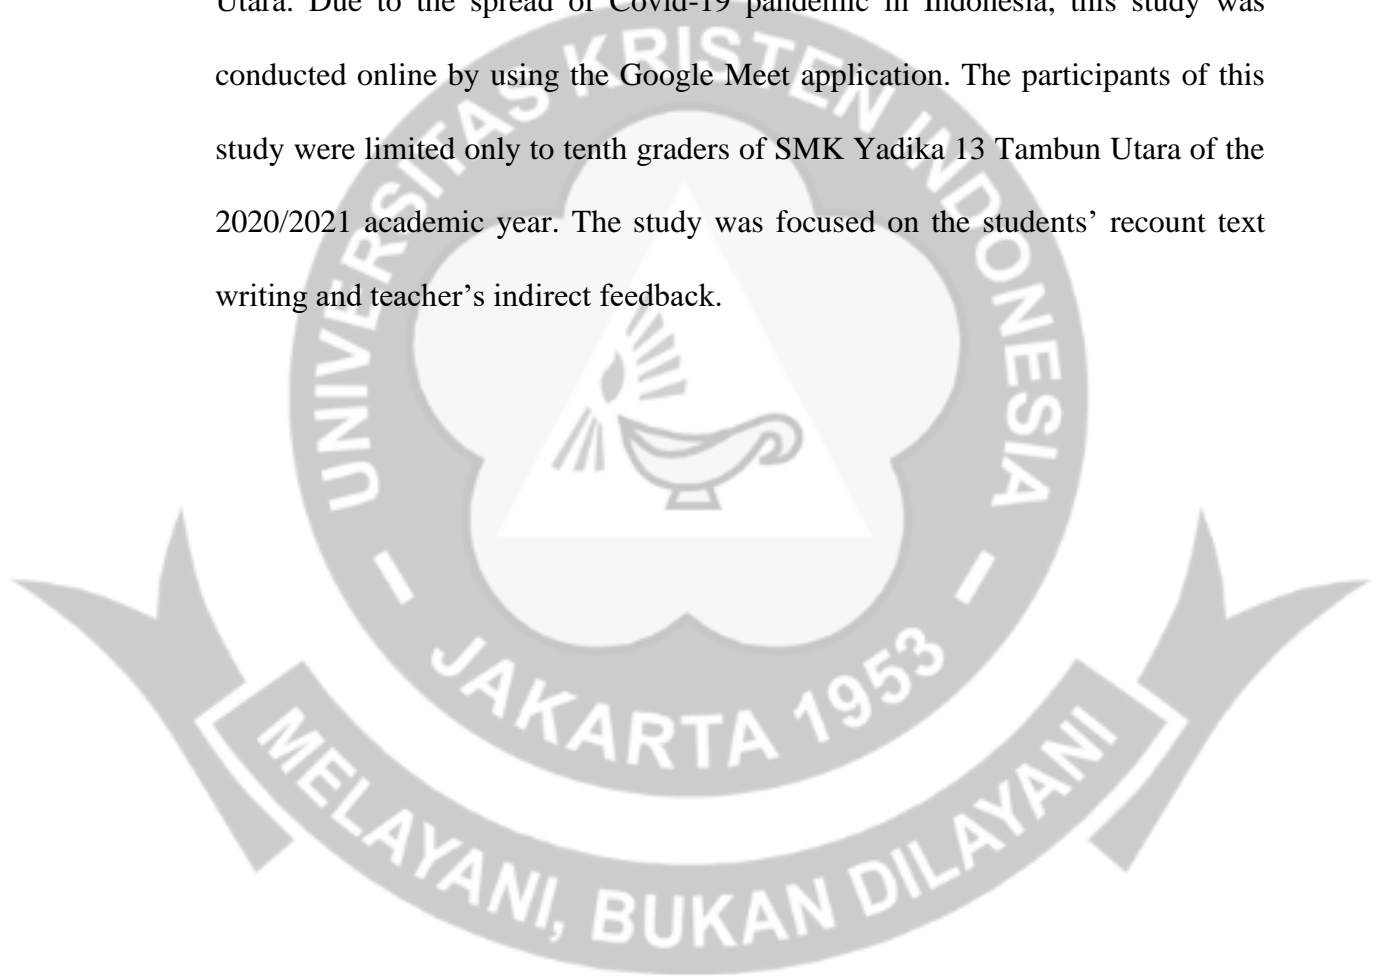 Utara. Due to the spread of Covid-19 pandemic in Indonesia, this study was
conducted online by using the Google Meet application. The participants of this
study were limited only to tenth graders of SMK Yadika 13 Tambun Utara of the
2020/2021 academic year. The study was focused on the students’ recount text
writing and teacher’s indirect feedback.
UNIVERSITAS KRISTEN INDONESIA
JAKARTA 1953
MELAYANI, BUKAN DILAYANI